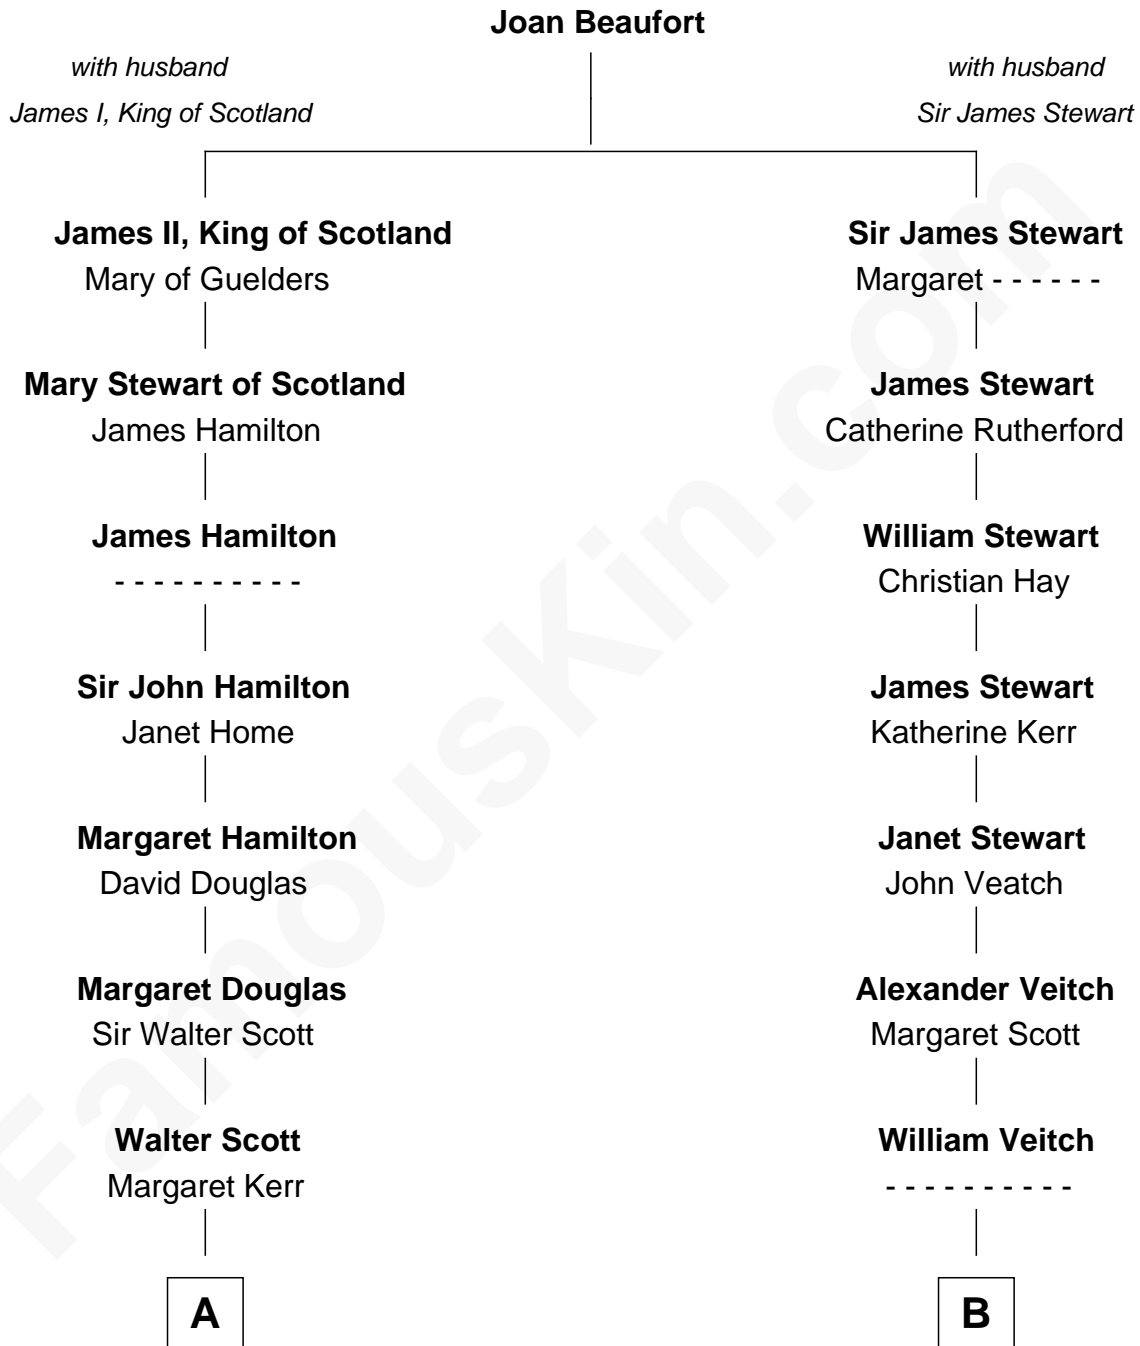 Joan Beaufort
with husband
James I, King of Scotland
with husband
Sir James Stewart
James II, King of Scotland
Mary of Guelders
Sir James Stewart
Margaret - - - - - -
Mary Stewart of Scotland
James Hamilton
James Stewart
Catherine Rutherford
James Hamilton
- - - - - - - - - -
William Stewart
Christian Hay
Sir John Hamilton
Janet Home
James Stewart
Katherine Kerr
Margaret Hamilton
David Douglas
Janet Stewart
John Veatch
Margaret Douglas
Sir Walter Scott
Alexander Veitch
Margaret Scott
Walter Scott
Margaret Kerr
William Veitch
- - - - - - - - - -
A
B
FamousKin.com